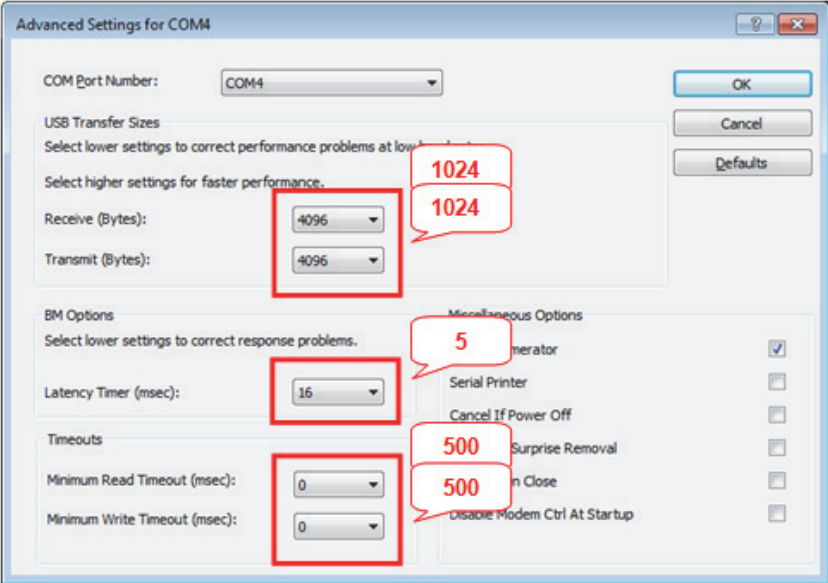 Advanced Settings for COM4
COM Port Number:
COM4
OK
Cancel
Defaults
USB Transfer Sizes
Select lower settings to correct performance problems at low
Select higher settings for faster performance.
1024
1024
Receive (Bytes):
4096
Transmit (Bytes):
4096
BM Options
Select lower settings to correct response problems.
5
Latency Timer (msec):
16
Timeouts
500
500
Minimum Read Timeout (msec):
0
Minimum Write Timeout (msec):
0
Miscellaneous Options
Serial Printer
Cancel If Power Off
Surprise Removal
Close
Disable Modem Ctrl At Startup